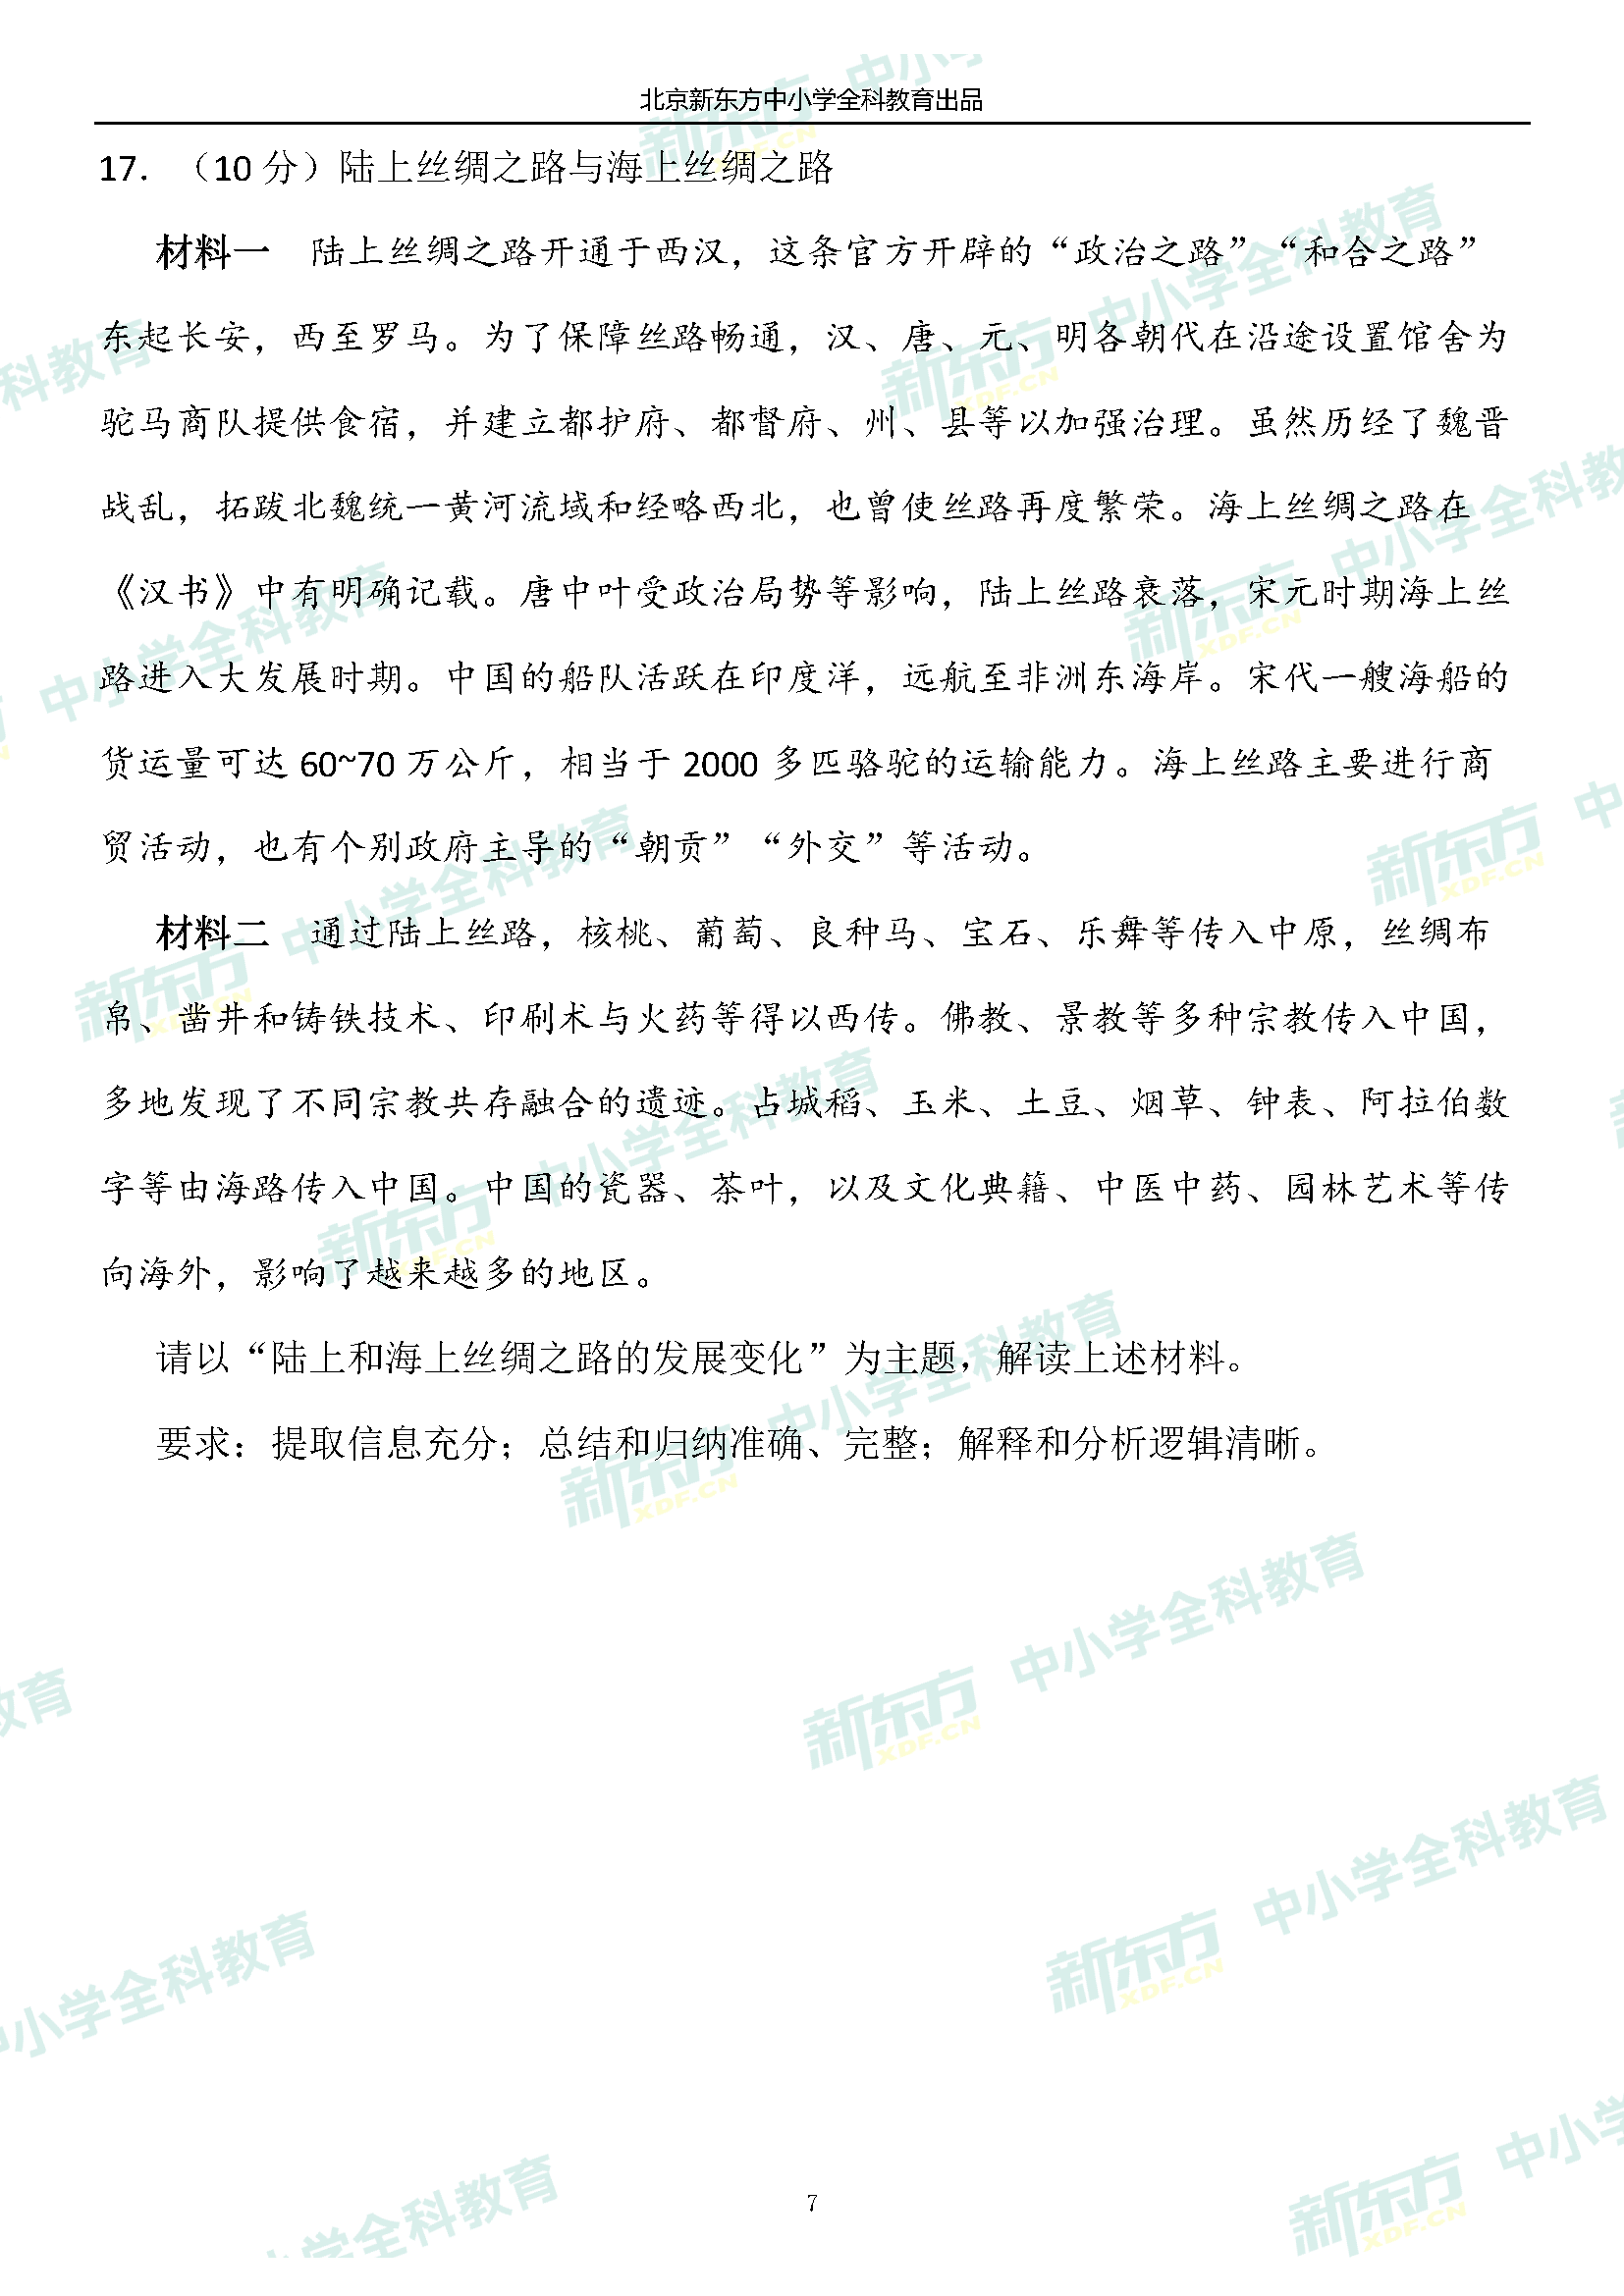 北京新东方中小学全科教育出品
17. （10 分）陆上丝绸之路与海上丝绸之路
材料一 陆上丝绸之路开通于西汉，这条官方开辟的“政治之路”“和合之路”
东起长安，西至罗马。为了保障丝路畅通，汉、唐、元、明各朝代在沿途设置馆舍为
驼马商队提供食宿，并建立都护府、都督府、州、县等以加强治理。虽然历经了魏晋
战乱，拓跋北魏统一黄河流域和经略西北，也曾使丝路再度繁荣。海上丝绸之路在
《汉书》中有明确记载。唐中叶受政治局势等影响，陆上丝路衰落，宋元时期海上丝
路进入大发展时期。中国的船队活跃在印度洋，远航至非洲东海岸。宋代一艘海船的
货运量可达 60~70 万公斤，相当于 2000 多匹骆驼的运输能力。海上丝路主要进行商
贸活动，也有个别政府主导的“朝贡”“外交”等活动。
材料二 通过陆上丝路，核桃、葡萄、良种马、宝石、乐舞等传入中原，丝绸布
帛、凿井和铸铁技术、印刷术与火药等得以西传。佛教、景教等多种宗教传入中国，
多地发现了不同宗教共存融合的遗迹。占城稻、玉米、土豆、烟草、钟表、阿拉伯数
字等由海路传入中国。中国的瓷器、茶叶，以及文化典籍、中医中药、园林艺术等传
向海外，影响了越来越多的地区。
请以“陆上和海上丝绸之路的发展变化”为主题，解读上述材料。
要求：提取信息充分；总结和归纳准确、完整；解释和分析逻辑清晰。
7
新东方 XDF.CN 中小学全科教育